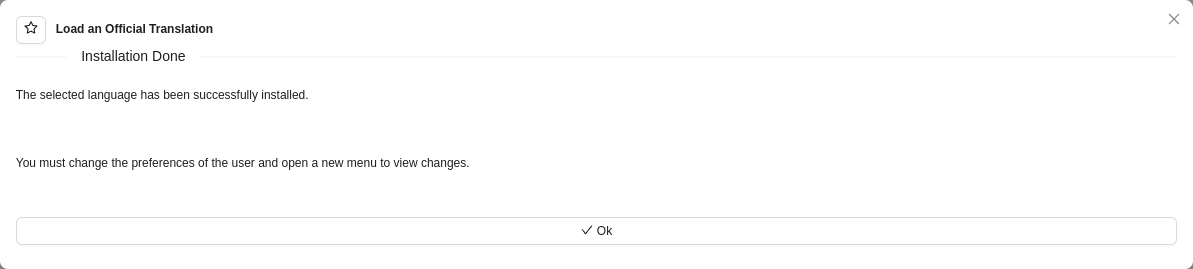 Load an Official Translation
Installation Done
The selected language has been successfully installed.
You must change the preferences of the user and open a new menu to view changes.
Ok